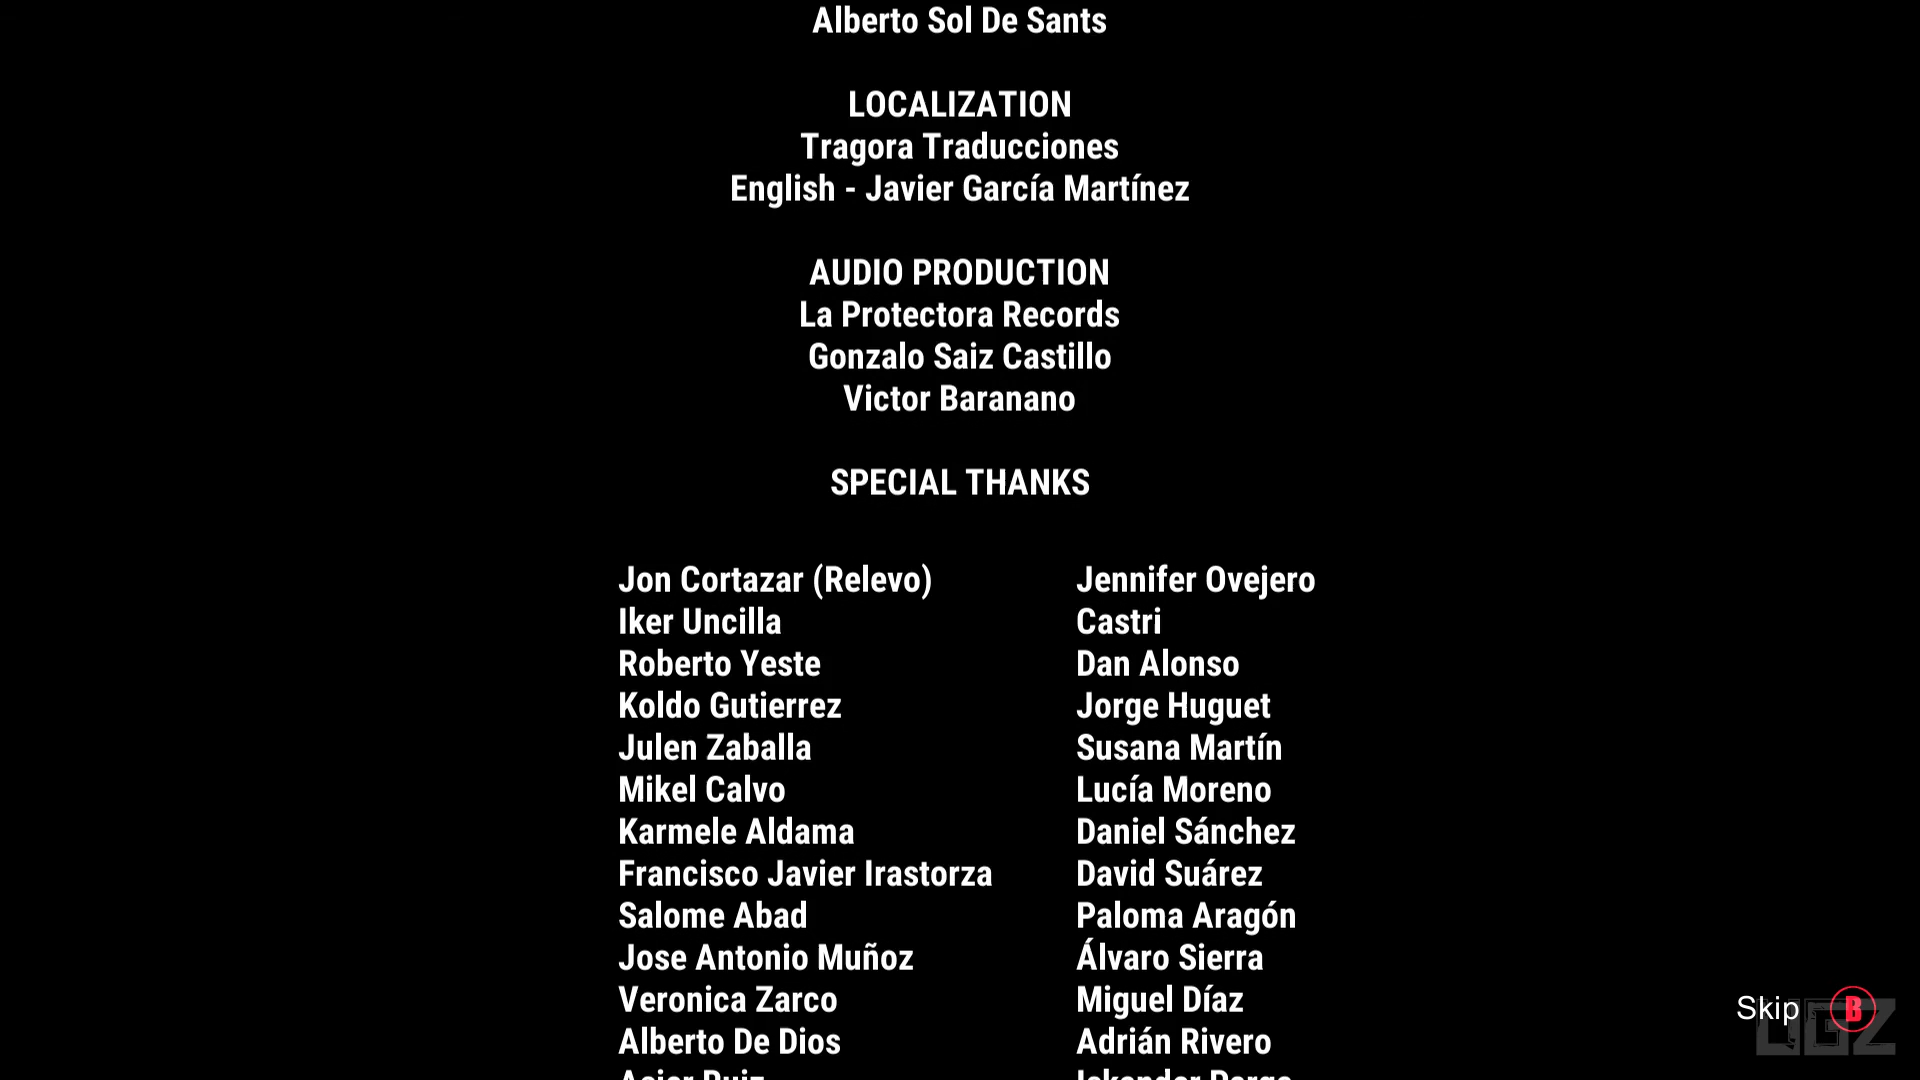 Alberto Sol De Sants
LOCALIZATION
Tragora Traducciones
English - Javier García Martínez
AUDIO PRODUCTION
La Protectora Records
Gonzalo Saiz Castillo
Victor Baranano
SPECIAL THANKS
Jon Cortazar (Relevo)
Iker Uncilla
Roberto Yeste
Koldo Gutierrez
Julen Zaballa
Mikel Calvo
Karmele Aldama
Francisco Javier Irastorza
Salome Abad
Jose Antonio Muñoz
Veronica Zarco
Alberto De Dios
Jennifer Ovejero
Castri
Dan Alonso
Jorge Huguet
Susana Martín
Lucía Moreno
Daniel Sánchez
David Suárez
Paloma Aragón
Álvaro Sierra
Miguel Díaz
Adrián Rivero
Skip B
UGZ